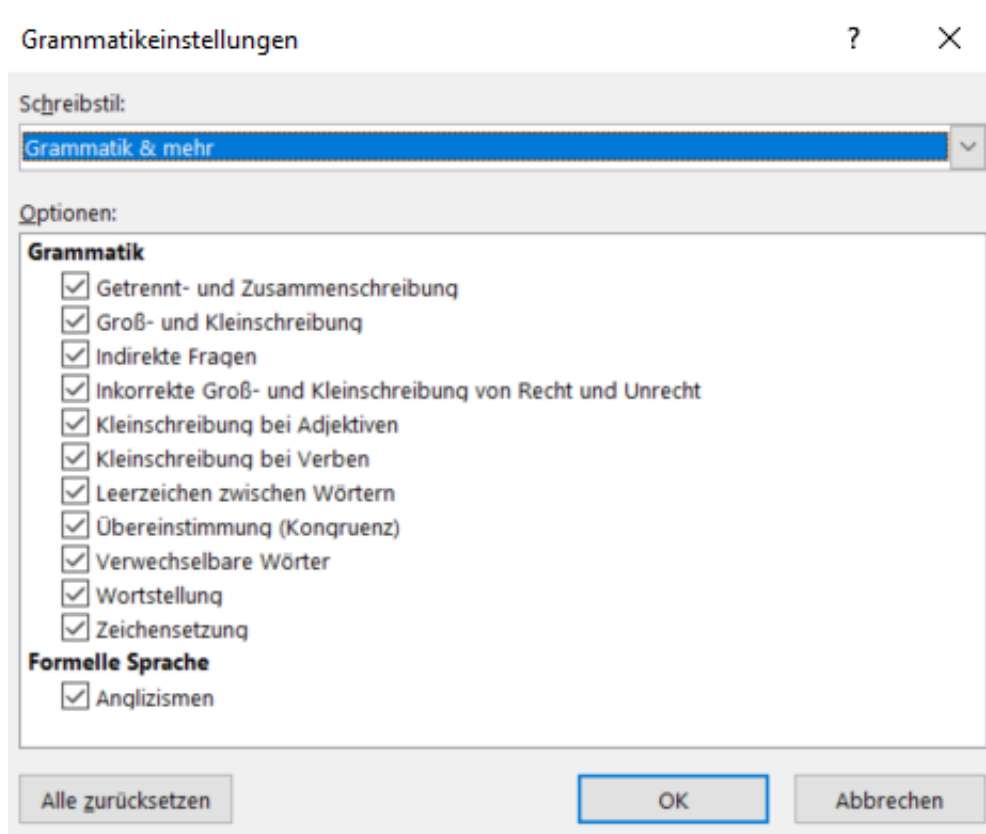 Grammatikeinstellungen ?
Schreibstil:
Grammatik & mehr
Optionen:
Grammatik
Getrennt- und Zusammenschreibung
Groß- und Kleinschreibung
Indirekte Fragen
Inkorrekte Groß- und Kleinschreibung von Recht und Unrecht
Kleinschreibung bei Adjektiven
Kleinschreibung bei Verben
Leerzeichen zwischen Wörtern
Übereinstimmung (Kongruenz)
Verwechselbare Wörter
Wortstellung
Zeichensetzung
Formelle Sprache
Anglizismen
Alle zurücksetzen OK Abbrechen